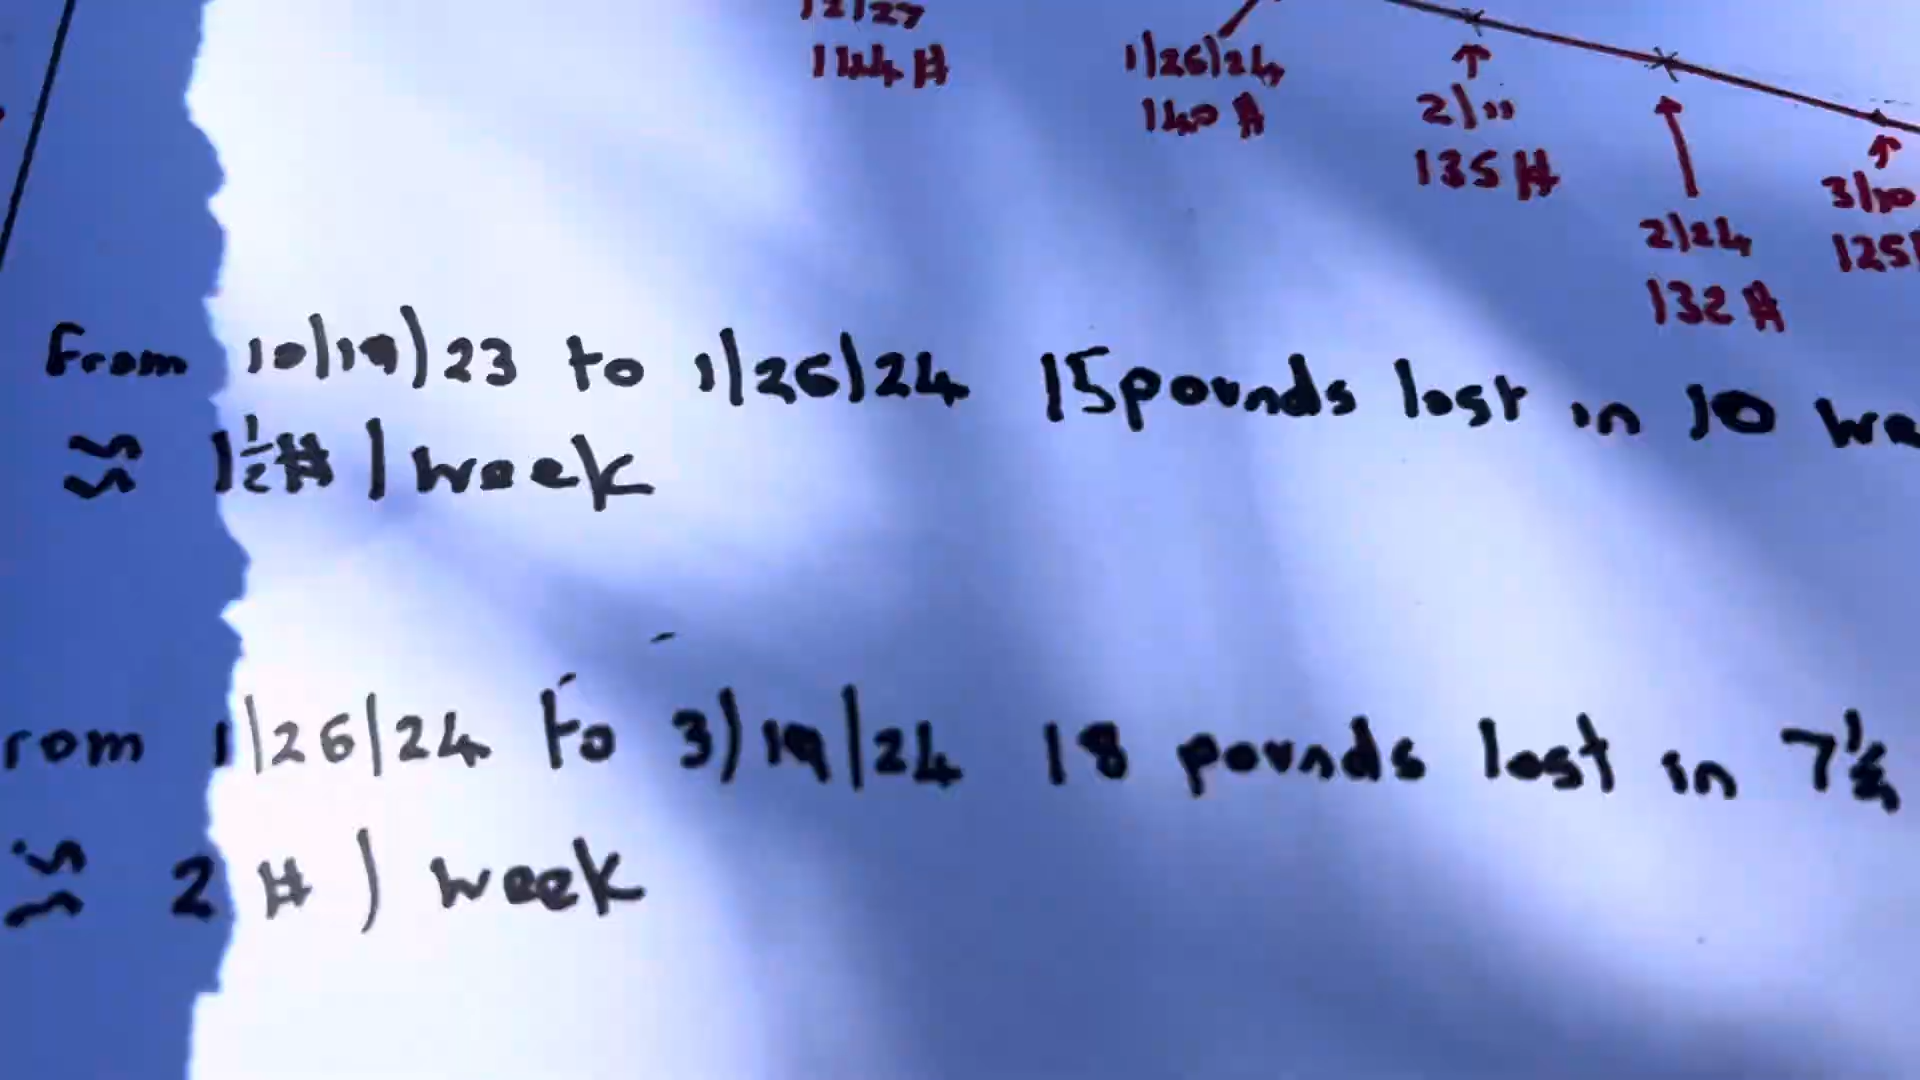 144 #
1/26/24
140 #
2/11
135 #
2/24
132 #
3/10
125
From 10/19/23 to 1/26/24 15 pounds lost in 10 we
≈ 1½# / week
rom 1/26/24 to 3/19/24 18 pounds lost in 7½
≈ 2 # / week